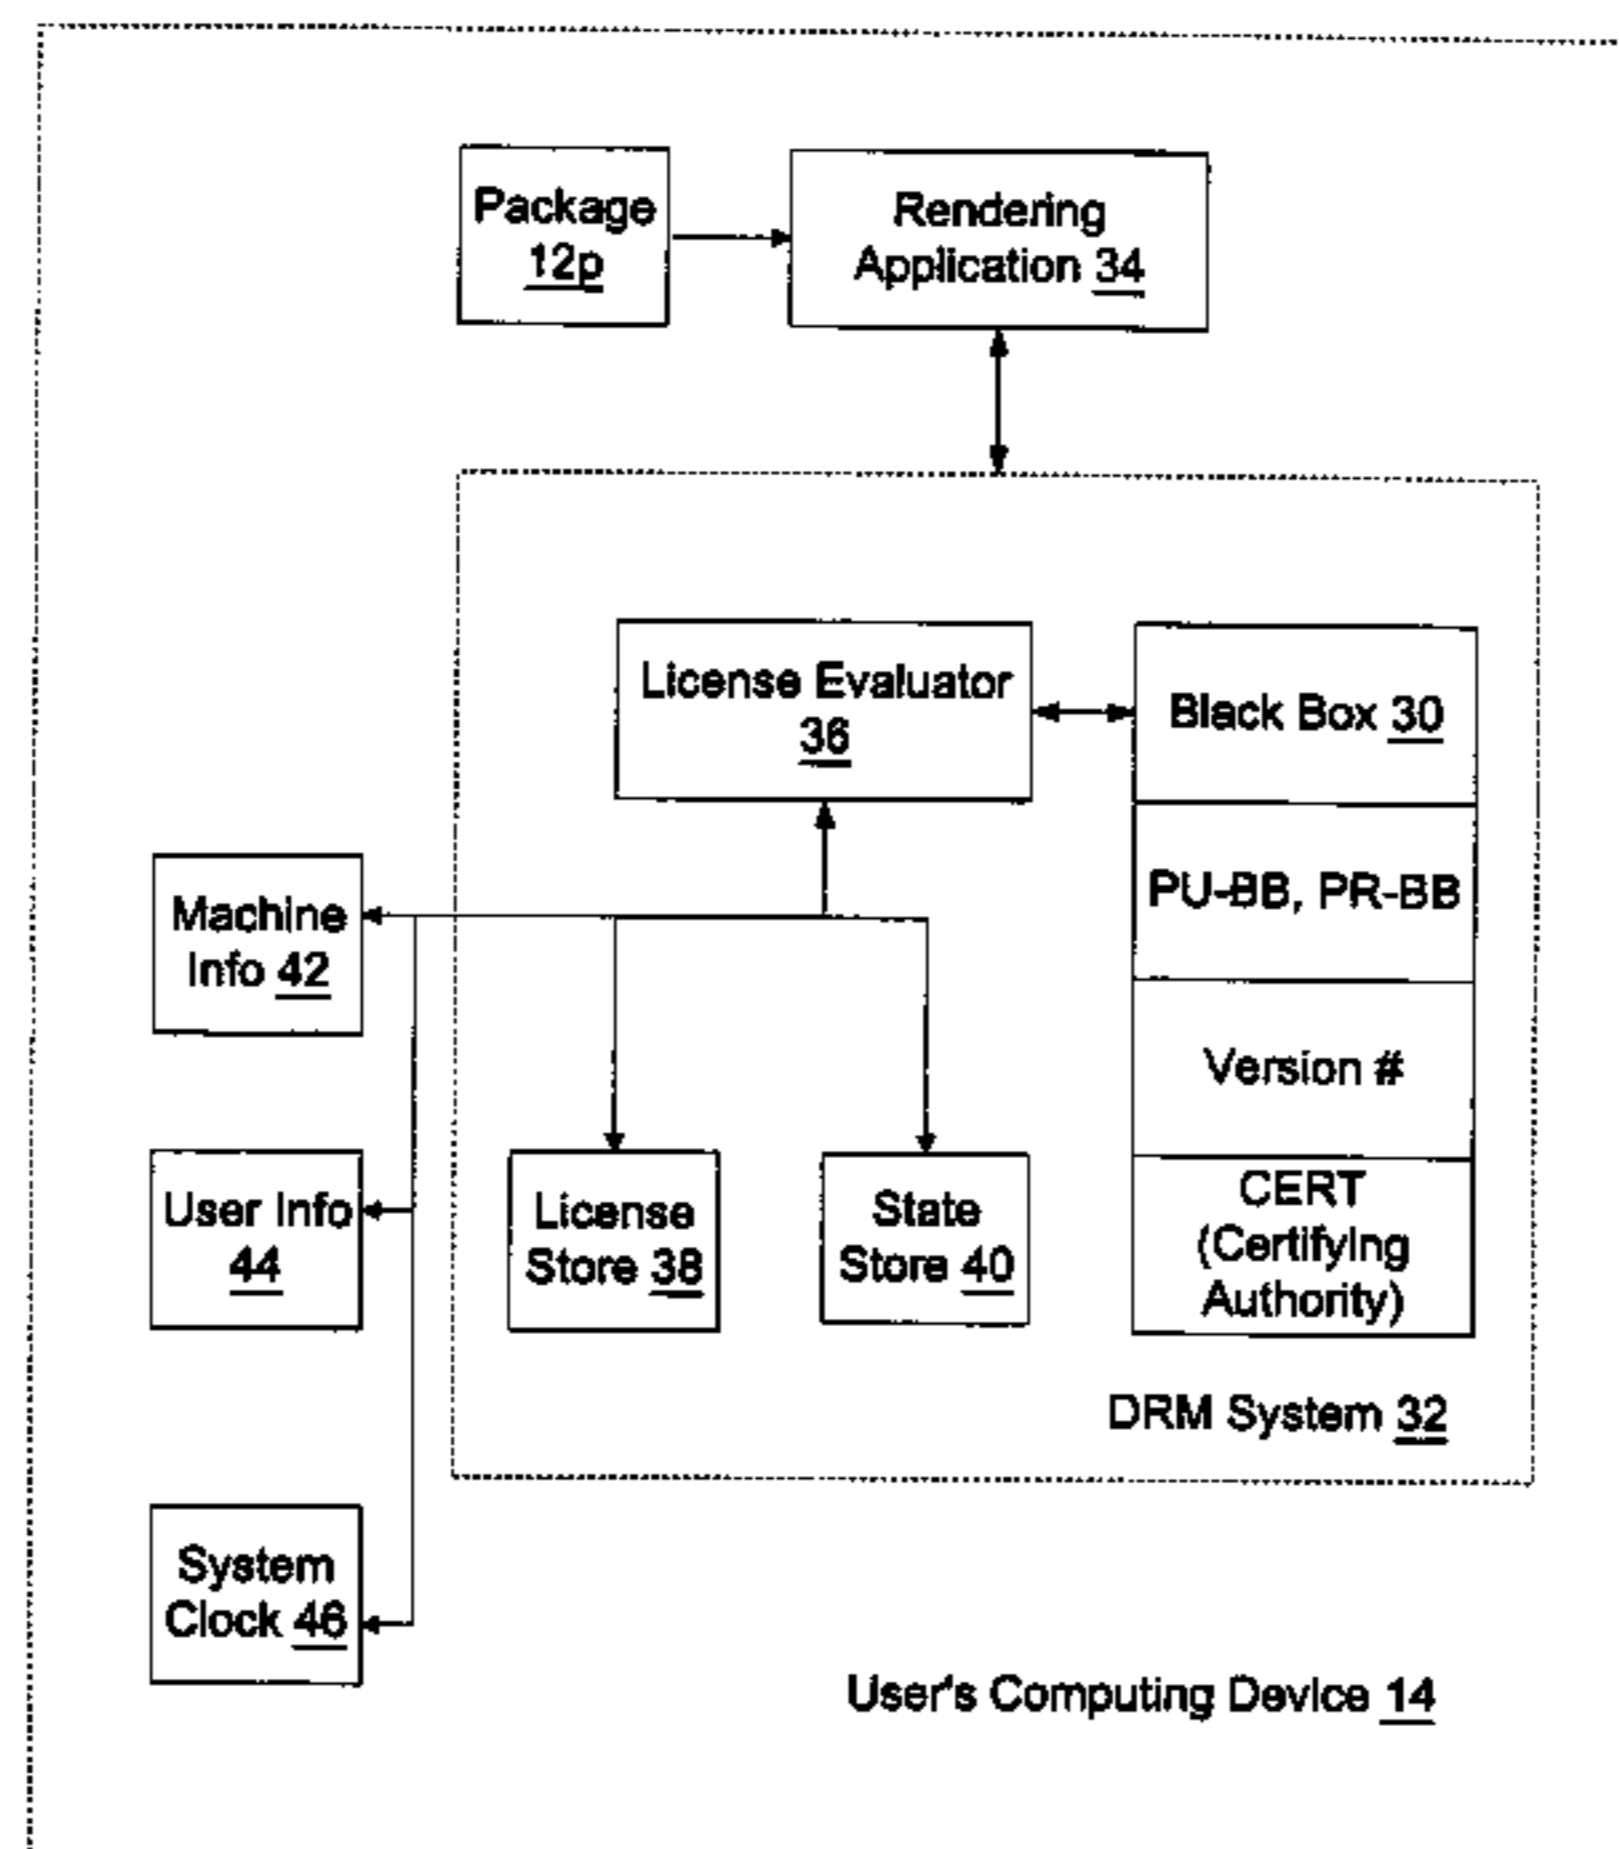 Package
12p
Rendering
Application 34
License Evaluator
36
Black Box 30
PU-BB, PR-BB
Version #
CERT
(Certifying
Authority)
Machine
Info 42
User Info
44
License
Store 38
State
Store 40
DRM System 32
System
Clock 46
User's Computing Device 14